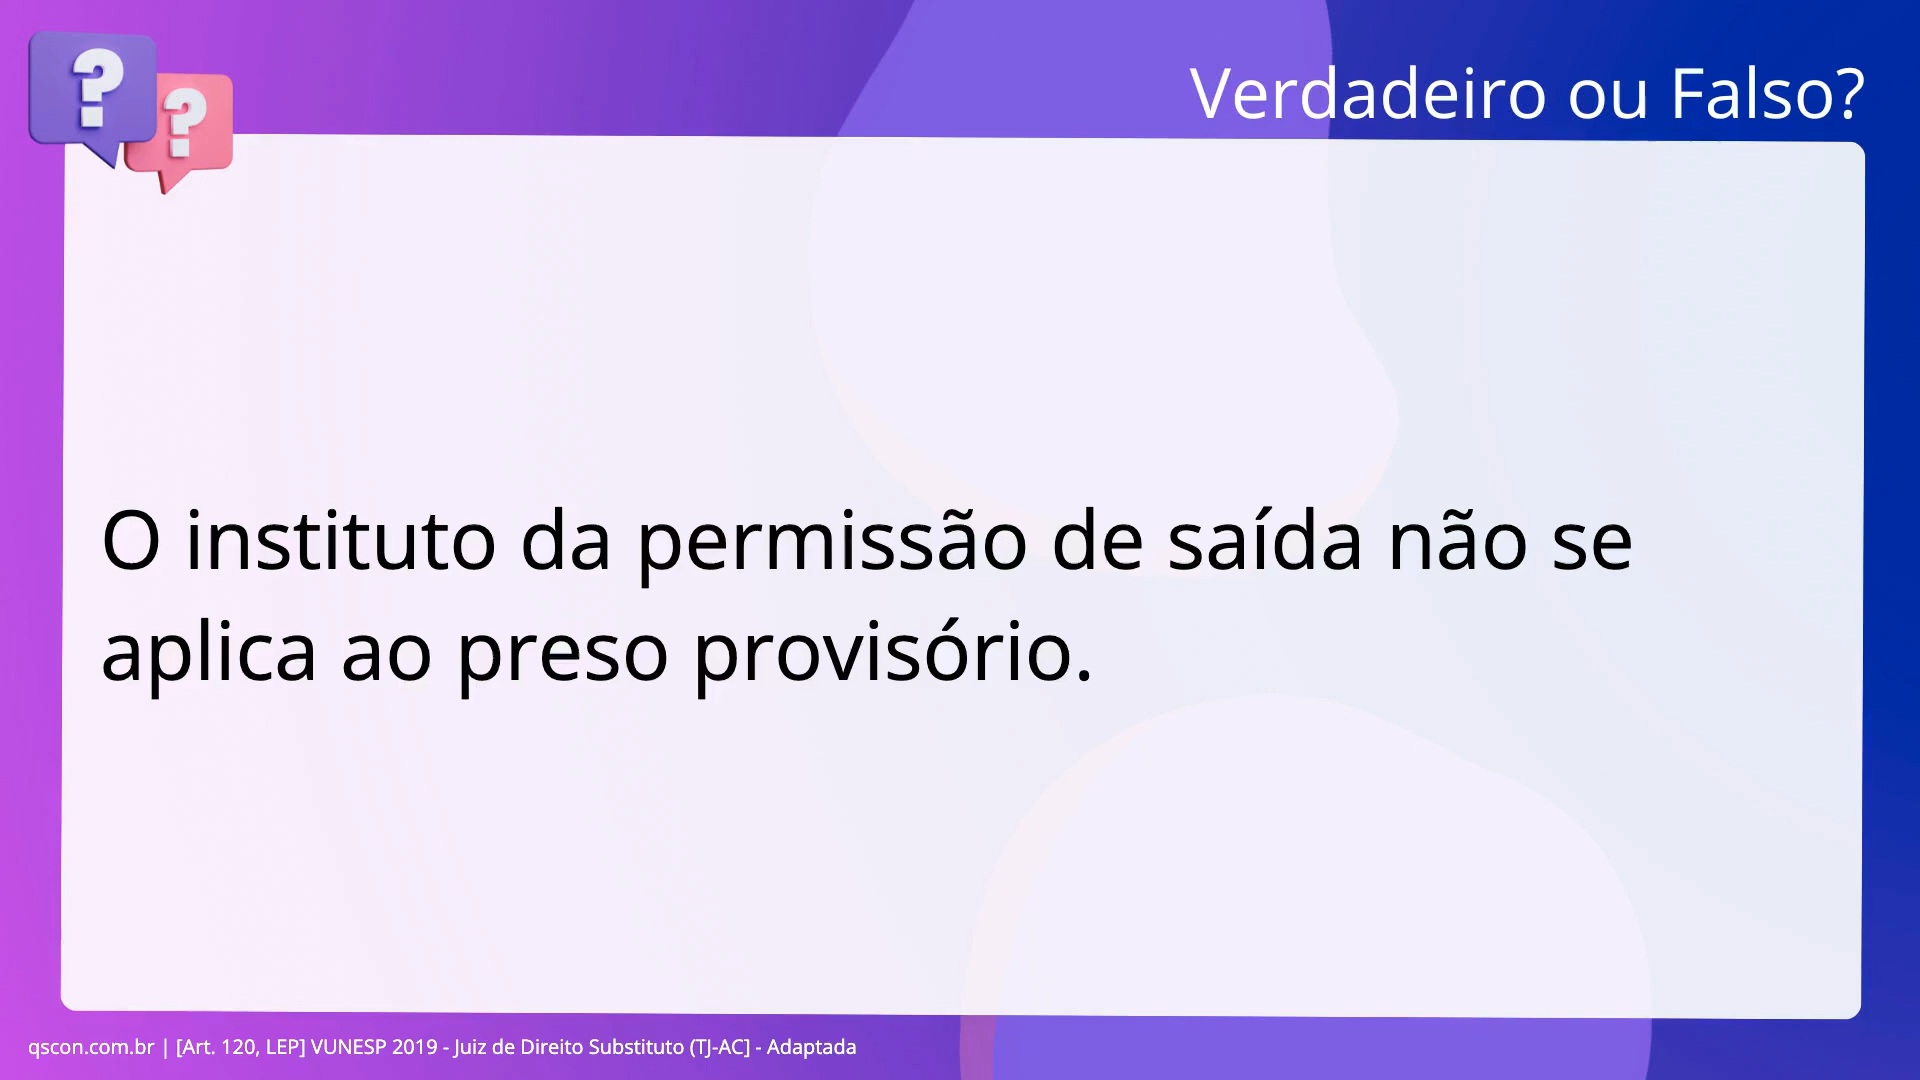 ?
?
Verdadeiro ou Falso?
O instituto da permissão de saída não se
aplica ao preso provisório.
qscon.com.br | [Art. 120, LEP] VUNESP 2019 - Juiz de Direito Substituto (TJ-AC] - Adaptada